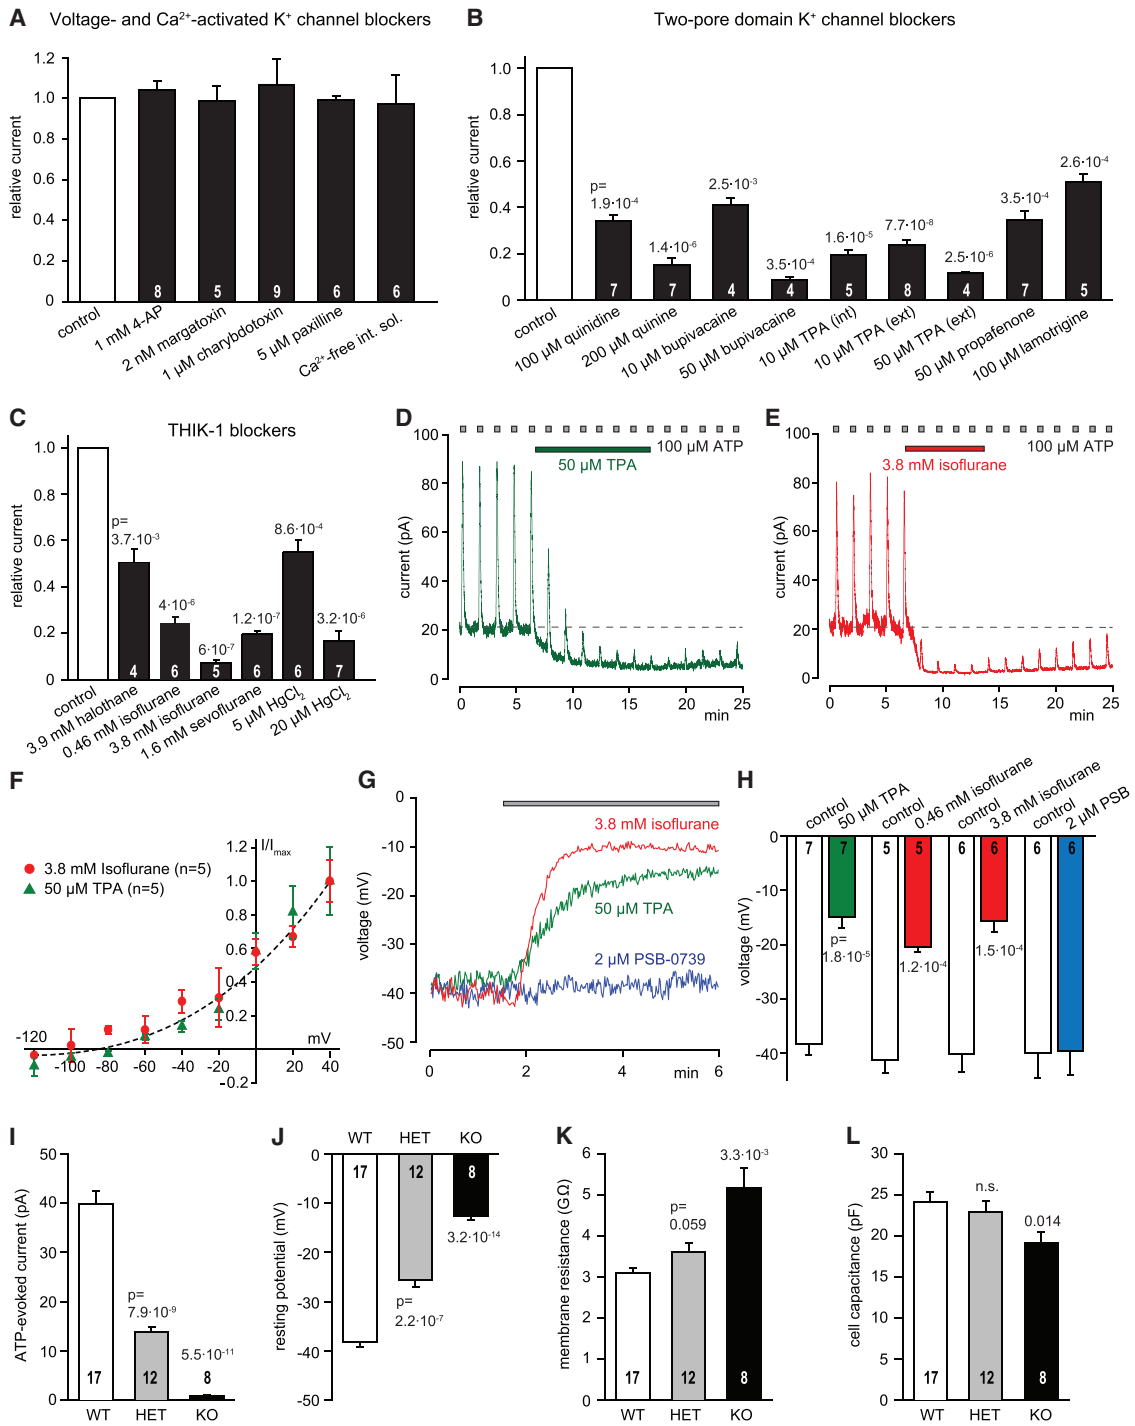 A Voltage- and Ca²⁺-activated K⁺ channel blockers
relative current
1.2
1.0
0.8
0.6
0.4
0.2
0
8
5
9
6
6
control
1 mM 4-AP
2 nM margatoxin
1 µM charybdotoxin
5 µM paxilline
Ca²⁺-free int. sol.
B Two-pore domain K⁺ channel blockers
relative current
1.0
0.8
0.6
0.4
0.2
0
p=
1.9·10⁻⁴
1.4·10⁻⁶
2.5·10⁻³
3.5·10⁻⁴
1.6·10⁻⁵
7.7·10⁻⁸
2.5·10⁻⁶
3.5·10⁻⁴
2.6·10⁻⁴
7
7
4
4
5
8
4
7
5
control
100 µM quinidine
200 µM quinine
10 µM bupivacaine
50 µM bupivacaine
10 µM TPA (int)
10 µM TPA (ext)
50 µM TPA (ext)
50 µM propafenone
100 µM lamotrigine
C THIK-1 blockers
relative current
1.0
0.8
0.6
0.4
0.2
0
p=
3.7·10⁻³
4·10⁻⁶
6·10⁻⁷
1.2·10⁻⁷
8.6·10⁻⁴
3.2·10⁻⁶
4
6
5
6
6
7
control
3.9 mM halothane
0.46 mM isoflurane
3.8 mM isoflurane
1.6 mM sevoflurane
5 µM HgCl₂
20 µM HgCl₂
D
100 µM ATP
50 µM TPA
current (pA)
100
80
60
40
20
0
0 5 10 15 20 25
min
E
100 µM ATP
3.8 mM isoflurane
current (pA)
100
80
60
40
20
0
0 5 10 15 20 25
min
F
3.8 mM Isoflurane (n=5)
50 µM TPA (n=5)
I/Imax
1.2
1.0
0.8
0.6
0.4
0.2
-0.2
-120
-100 -80 -60 -40 -20 20 40
mV
G
voltage (mV)
0
-10
-20
-30
-40
-50
3.8 mM isoflurane
50 µM TPA
2 µM PSB-0739
0 2 4 min 6
H
control
50 µM TPA
control
0.46 mM isoflurane
control
3.8 mM isoflurane
control
2 µM PSB
voltage (mV)
0
-10
-20
-30
-40
7 7 5 5 6 6 6 6
p=
1.8·10⁻⁵
1.2·10⁻⁴
1.5·10⁻⁴
I
ATP-evoked current (pA)
50
40
30
20
10
0
p=
7.9·10⁻⁹
5.5·10⁻¹¹
17 12 8
WT HET KO
J
WT HET KO
resting potential (mV)
0
-10
-20
-30
-40
-50
17 12 8
p=
2.2·10⁻⁷
3.2·10⁻¹⁴
K
membrane resistance (GΩ)
6
5
4
3
2
1
0
p=
0.059
3.3·10⁻³
17 12 8
WT HET KO
L
cell capacitance (pF)
30
25
20
15
10
5
0
n.s.
0.014
17 12 8
WT HET KO